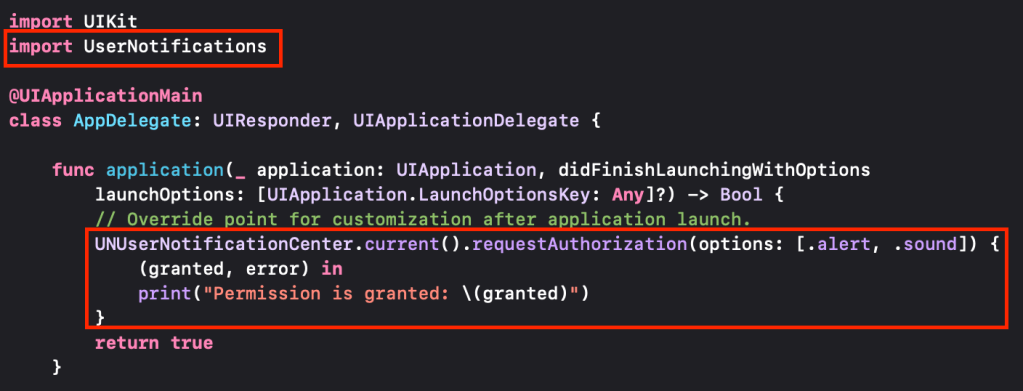 import UIKit
import UserNotifications
@UIApplicationMain
class AppDelegate: UIResponder, UIApplicationDelegate {
func application(_ application: UIApplication, didFinishLaunchingWithOptions
launchOptions: [UIApplication.LaunchOptionsKey: Any]?) -> Bool {
// Override point for customization after application launch.
UNUserNotificationCenter.current().requestAuthorization(options: [.alert, .sound]) {
(granted, error) in
print("Permission is granted: \(granted)")
}
return true
}